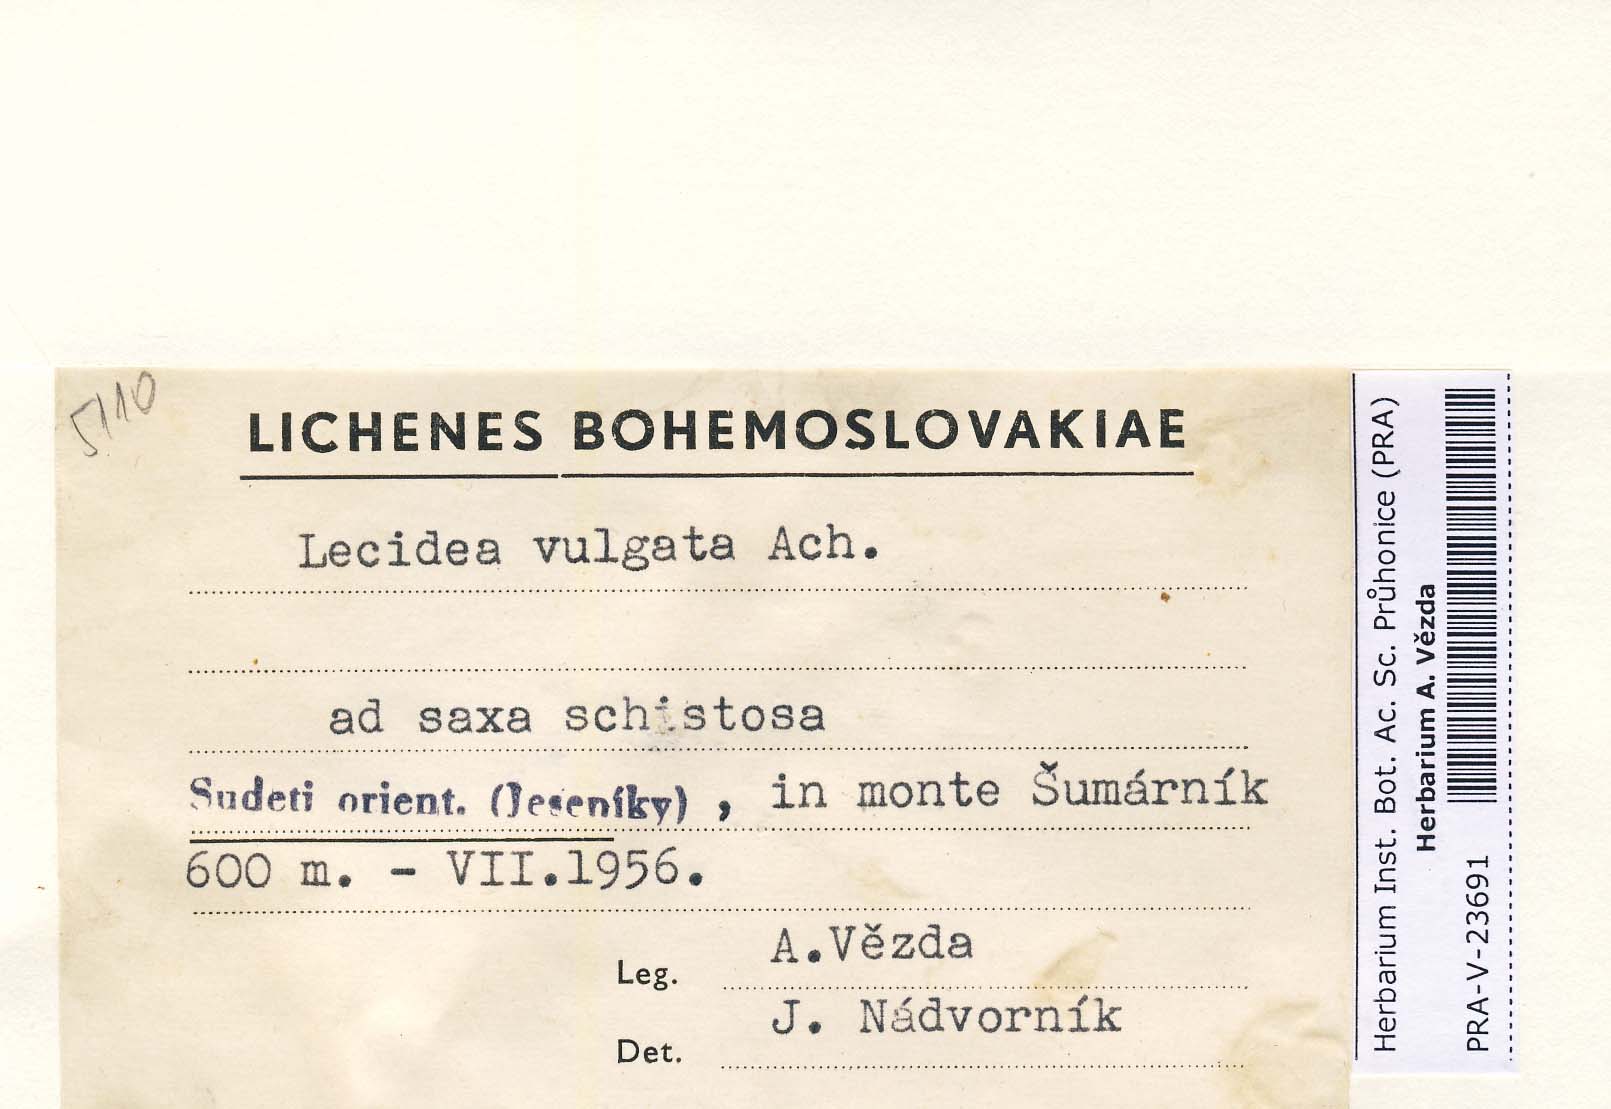 5110
LICHENES BOHEMOSLOVAKIAE
Lecidea vulgata Ach.
ad saxa schistosa
Sudeti orient. (Jeseníky) , in monte Šumárník
600 m. - VII.1956.
Leg. A.Vězda
Det. J. Nádvorník
Herbarium Inst. Bot. Ac. Sc. Průhonice (PRA)
Herbarium A. Vězda
PRA-V-23691